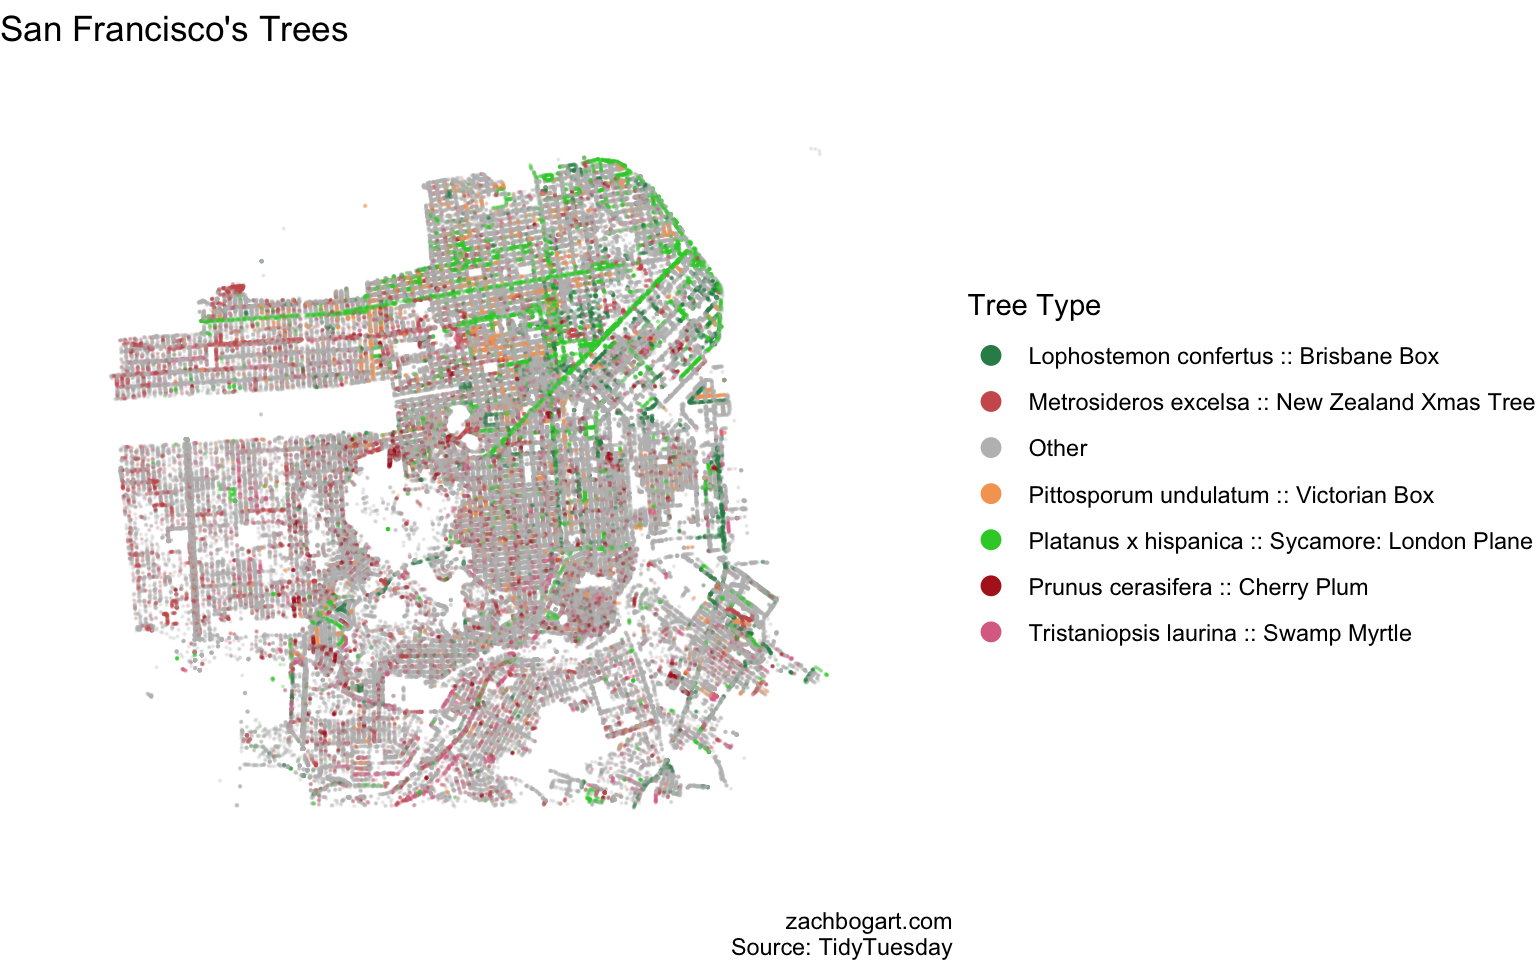 San Francisco's Trees
Tree Type
Lophostemon confertus :: Brisbane Box
Metrosideros excelsa :: New Zealand Xmas Tree
Other
Pittosporum undulatum :: Victorian Box
Platanus x hispanica :: Sycamore: London Plane
Prunus cerasifera :: Cherry Plum
Tristaniopsis laurina :: Swamp Myrtle
zachbogart.com
Source: TidyTuesday